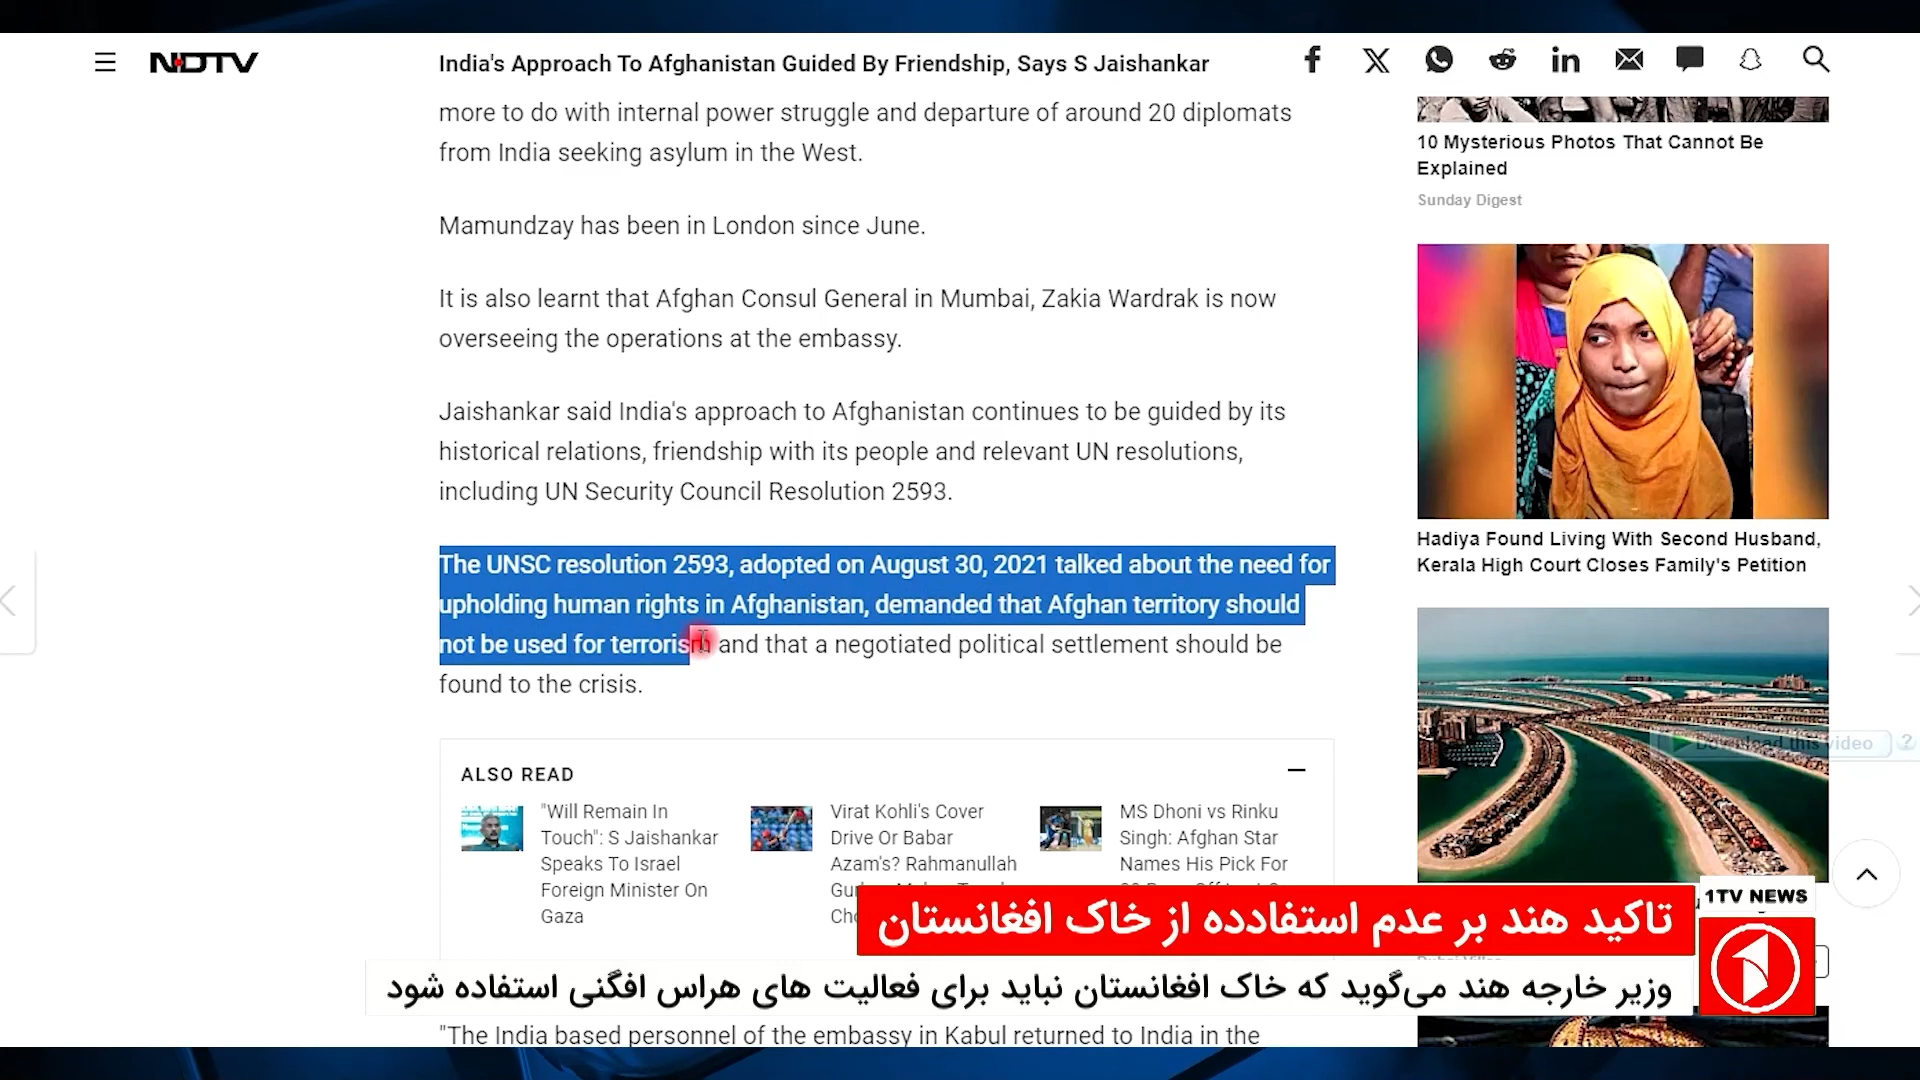 NDTV
India's Approach To Afghanistan Guided By Friendship, Says S Jaishankar
more to do with internal power struggle and departure of around 20 diplomats
from India seeking asylum in the West.
Mamundzay has been in London since June.
It is also learnt that Afghan Consul General in Mumbai, Zakia Wardrak is now
overseeing the operations at the embassy.
Jaishankar said India's approach to Afghanistan continues to be guided by its
historical relations, friendship with its people and relevant UN resolutions,
including UN Security Council Resolution 2593.
The UNSC resolution 2593, adopted on August 30, 2021 talked about the need for
upholding human rights in Afghanistan, demanded that Afghan territory should
not be used for terrorism and that a negotiated political settlement should be
found to the crisis.
ALSO READ
"Will Remain In
Touch": S Jaishankar
Speaks To Israel
Foreign Minister On
Gaza
Virat Kohli's Cover
Drive Or Babar
Azam's? Rahmanullah
MS Dhoni vs Rinku
Singh: Afghan Star
Names His Pick For
"The India based personnel of the embassy in Kabul returned to India in the
10 Mysterious Photos That Cannot Be
Explained
Sunday Digest
Hadiya Found Living With Second Husband,
Kerala High Court Closes Family's Petition
Download this video
?
1TV NEWS
تاکید هند بر عدم استفادده از خاک افغانستان
وزیر خارجه هند می‌گوید که خاک افغانستان نباید برای فعالیت های هراس افگنی استفاده شود